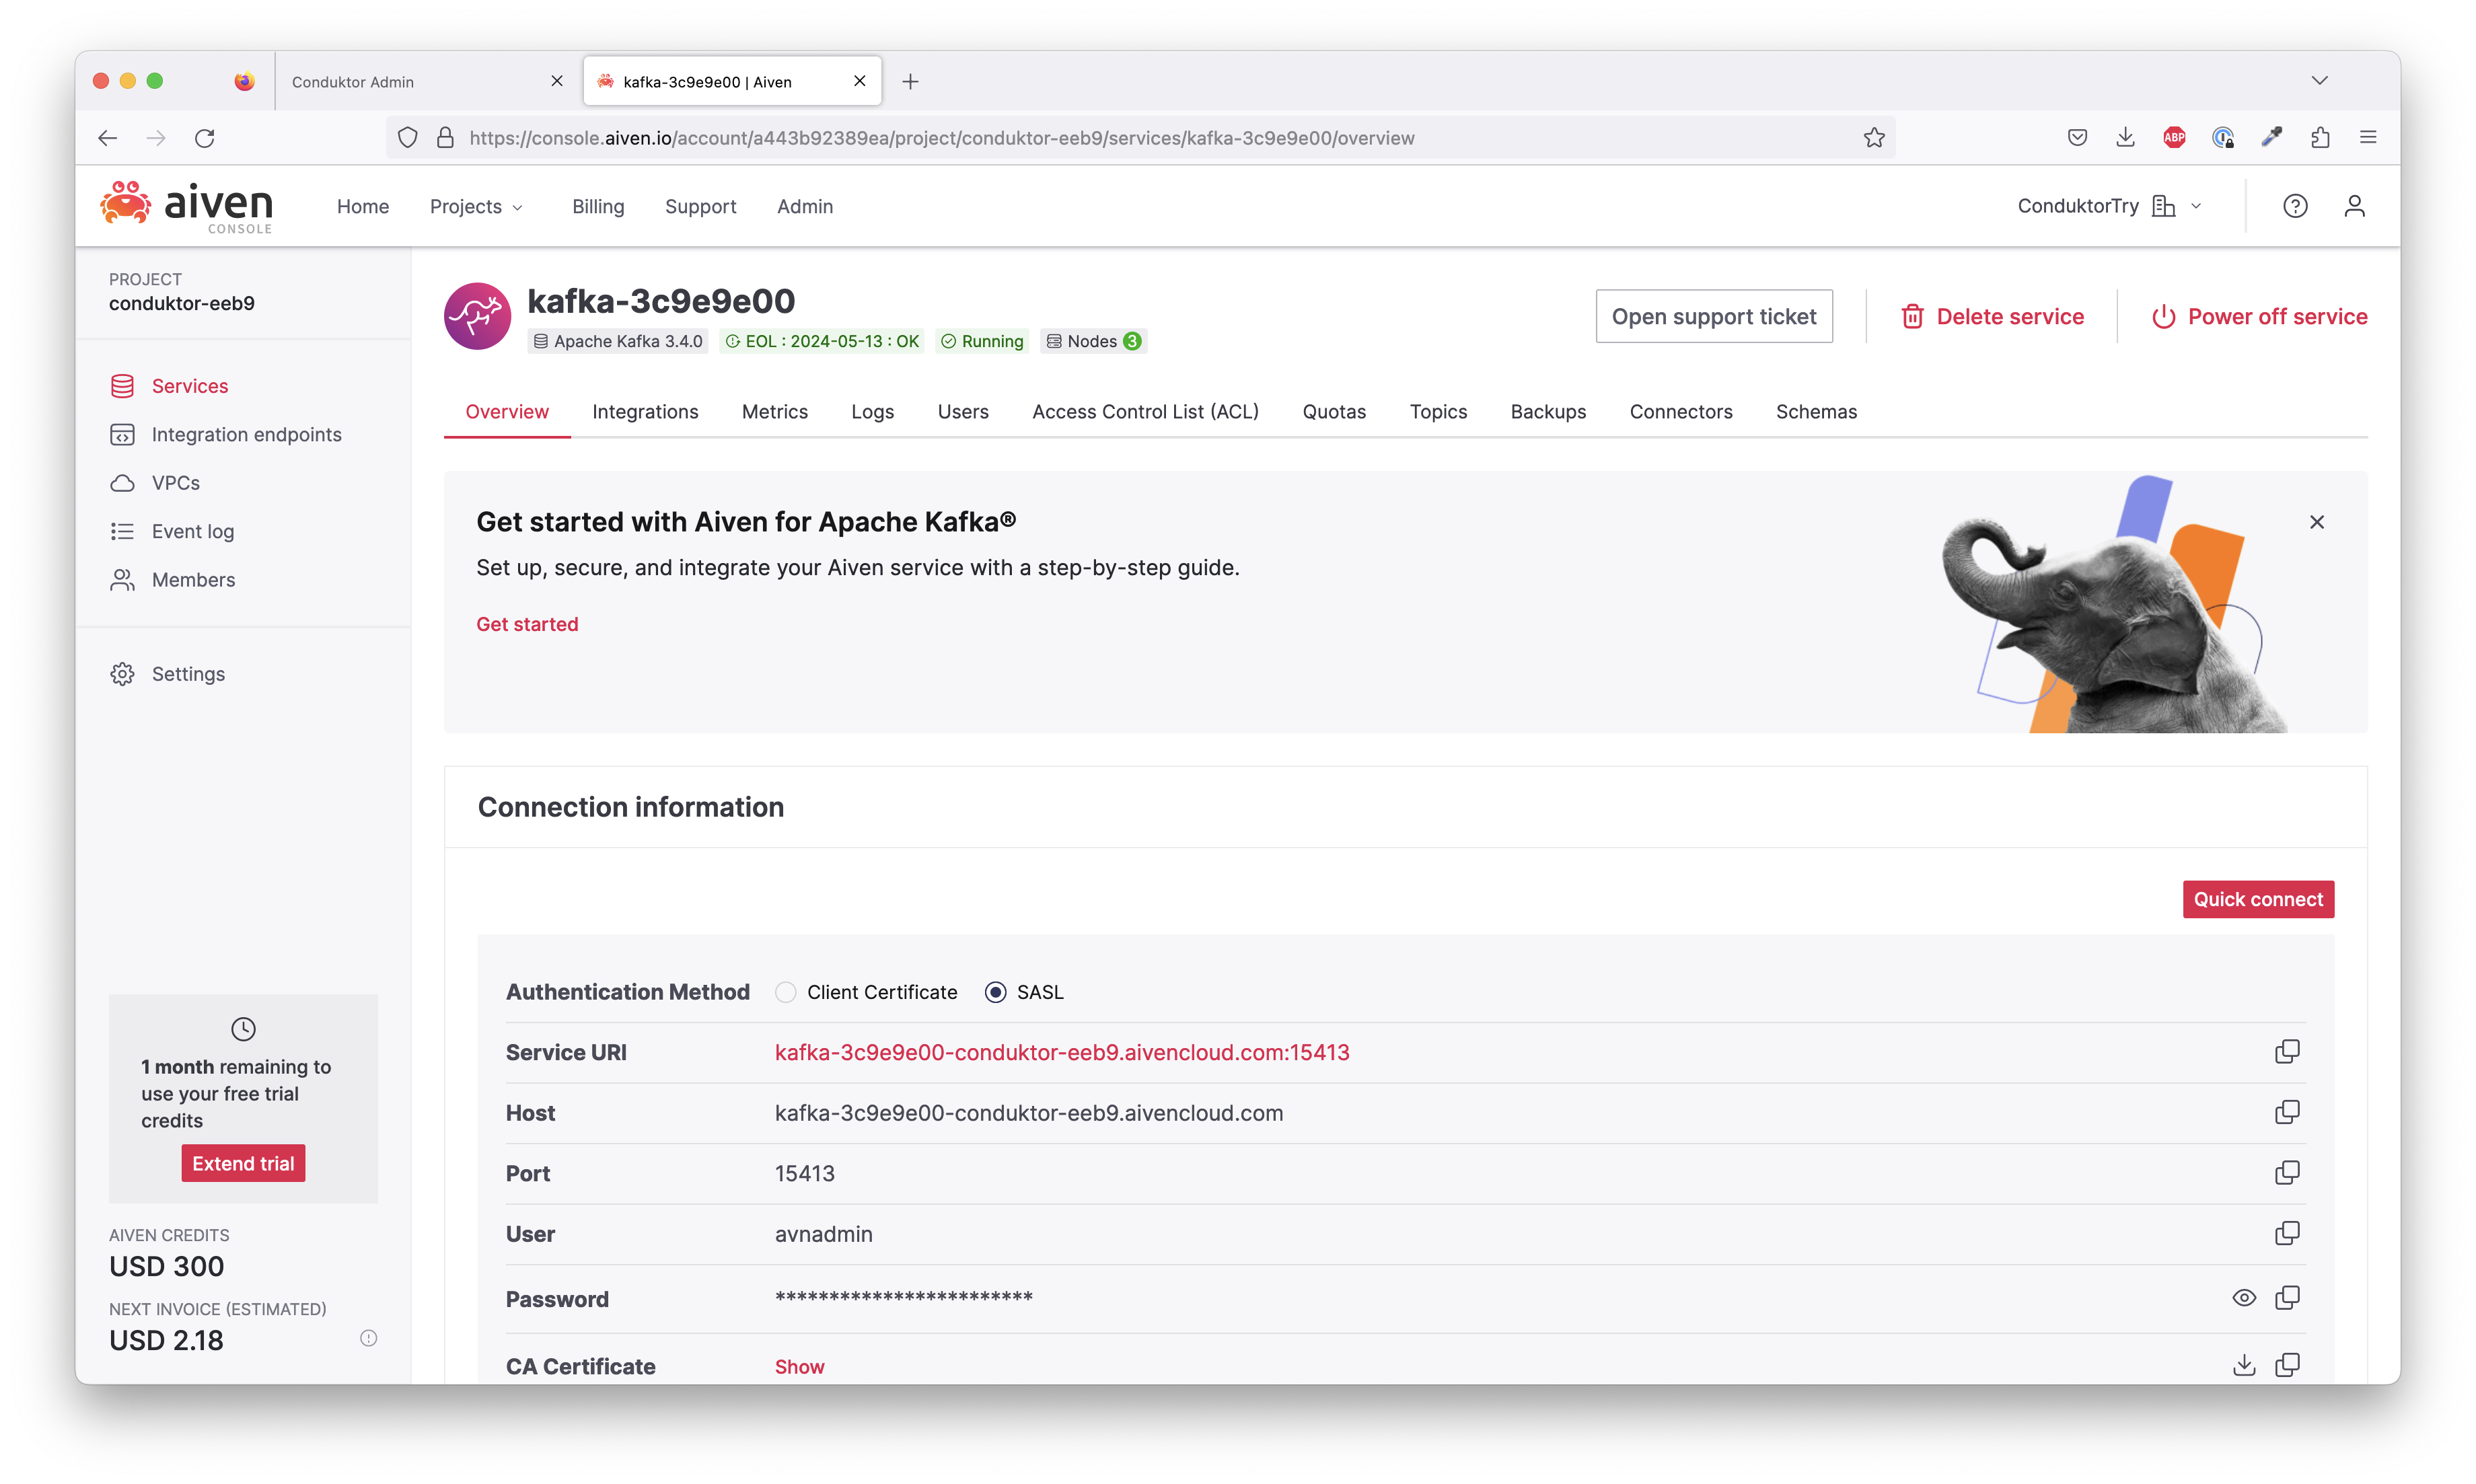 Conduktor Admin
kafka-3c9e9e00 | Aiven
https://console.aiven.io/account/a443b92389ea/project/conduktor-eeb9/services/kafka-3c9e9e00/overview
ABP
aiven
CONSOLE
Home
Projects
Billing
Support
Admin
ConduktorTry
PROJECT
conduktor-eeb9
Services
Integration endpoints
VPCs
Event log
Members
Settings
1 month remaining to
use your free trial
credits
Extend trial
AIVEN CREDITS
USD 300
NEXT INVOICE (ESTIMATED)
USD 2.18
kafka-3c9e9e00
Apache Kafka 3.4.0
EOL : 2024-05-13 : OK
Running
Nodes 3
Open support ticket
Delete service
Power off service
Overview
Integrations
Metrics
Logs
Users
Access Control List (ACL)
Quotas
Topics
Backups
Connectors
Schemas
Get started with Aiven for Apache Kafka®
Set up, secure, and integrate your Aiven service with a step-by-step guide.
Get started
Connection information
Quick connect
Authentication Method Client Certificate SASL
Service URI kafka-3c9e9e00-conduktor-eeb9.aivencloud.com:15413
Host kafka-3c9e9e00-conduktor-eeb9.aivencloud.com
Port 15413
User avnadmin
Password ************************
CA Certificate Show